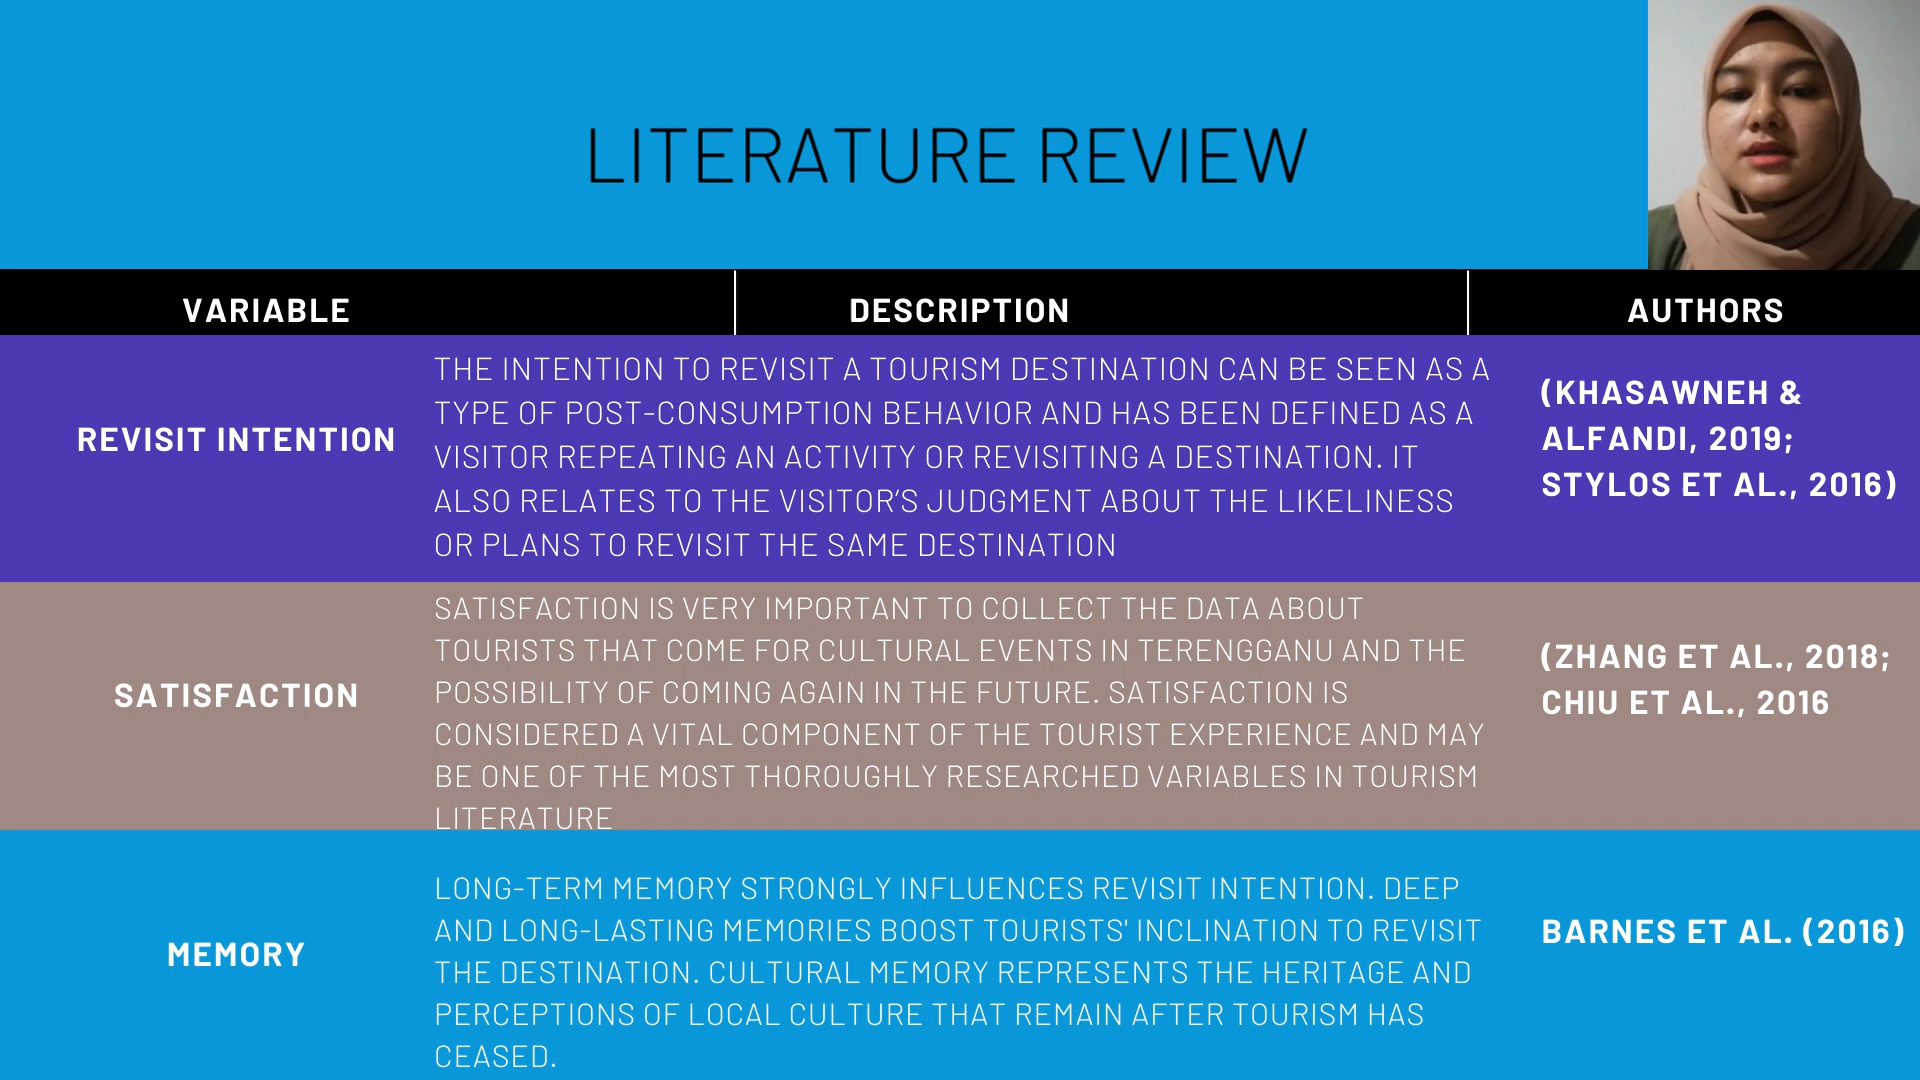 LITERATURE REVIEW
VARIABLE
DESCRIPTION
AUTHORS
REVISIT INTENTION
THE INTENTION TO REVISIT A TOURISM DESTINATION CAN BE SEEN AS A
TYPE OF POST-CONSUMPTION BEHAVIOR AND HAS BEEN DEFINED AS A
VISITOR REPEATING AN ACTIVITY OR REVISITING A DESTINATION. IT
ALSO RELATES TO THE VISITOR'S JUDGMENT ABOUT THE LIKELINESS
OR PLANS TO REVISIT THE SAME DESTINATION
(KHASAWNEH &
ALFANDI, 2019;
STYLOS ET AL., 2016)
SATISFACTION
SATISFACTION IS VERY IMPORTANT TO COLLECT THE DATA ABOUT
TOURISTS THAT COME FOR CULTURAL EVENTS IN TERENGGANU AND THE
POSSIBILITY OF COMING AGAIN IN THE FUTURE. SATISFACTION IS
CONSIDERED A VITAL COMPONENT OF THE TOURIST EXPERIENCE AND MAY
BE ONE OF THE MOST THOROUGHLY RESEARCHED VARIABLES IN TOURISM
LITERATURE
(ZHANG ET AL., 2018;
CHIU ET AL., 2016
MEMORY
LONG-TERM MEMORY STRONGLY INFLUENCES REVISIT INTENTION. DEEP
AND LONG-LASTING MEMORIES BOOST TOURISTS' INCLINATION TO REVISIT
THE DESTINATION. CULTURAL MEMORY REPRESENTS THE HERITAGE AND
PERCEPTIONS OF LOCAL CULTURE THAT REMAIN AFTER TOURISM HAS
CEASED.
BARNES ET AL. (2016)